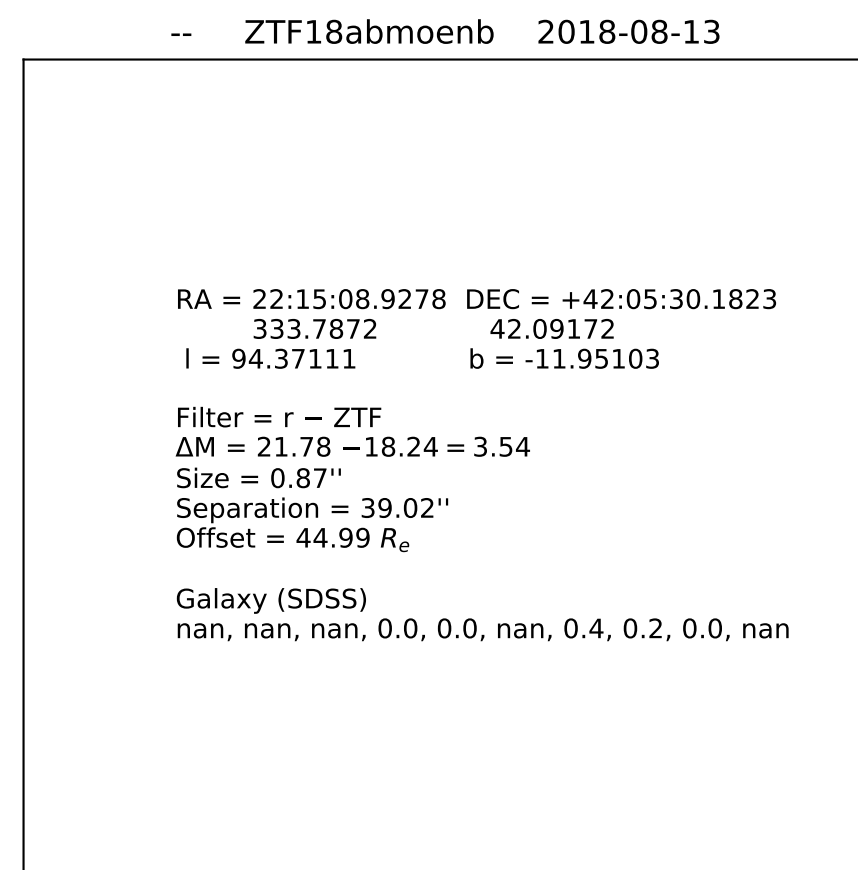 -- ZTF18abmoenb 2018-08-13
RA = 22:15:08.9278 DEC = +42:05:30.1823
333.7872 42.09172
l = 94.37111 b = -11.95103
Filter = r − ZTF
ΔM = 21.78 −18.24 = 3.54
Size = 0.87''
Separation = 39.02''
Offset = 44.99 Rₑ
Galaxy (SDSS)
nan, nan, nan, 0.0, 0.0, nan, 0.4, 0.2, 0.0, nan